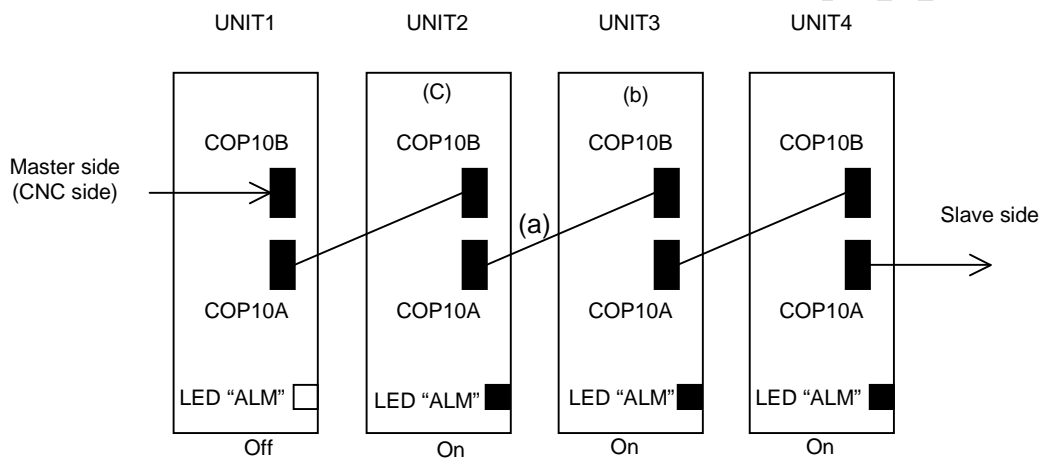 UNIT1 UNIT2 UNIT3 UNIT4
(C) (b)
COP10B COP10B COP10B COP10B
Master side
(CNC side)
(a)
Slave side
COP10A COP10A COP10A COP10A
LED “ALM” LED “ALM” LED “ALM” LED “ALM”
Off On On On